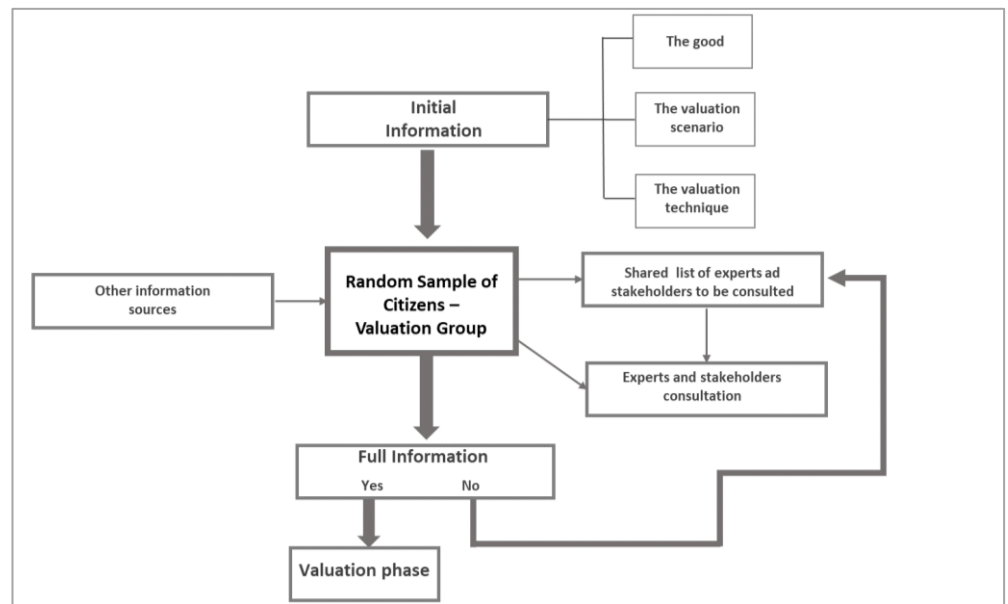 The good
Initial
Information
The valuation
scenario
The valuation
technique
Random Sample of
Citizens –
Valuation Group
Other information
sources
Shared list of experts ad
stakeholders to be consulted
Experts and stakeholders
consultation
Full Information
Yes No
Valuation phase